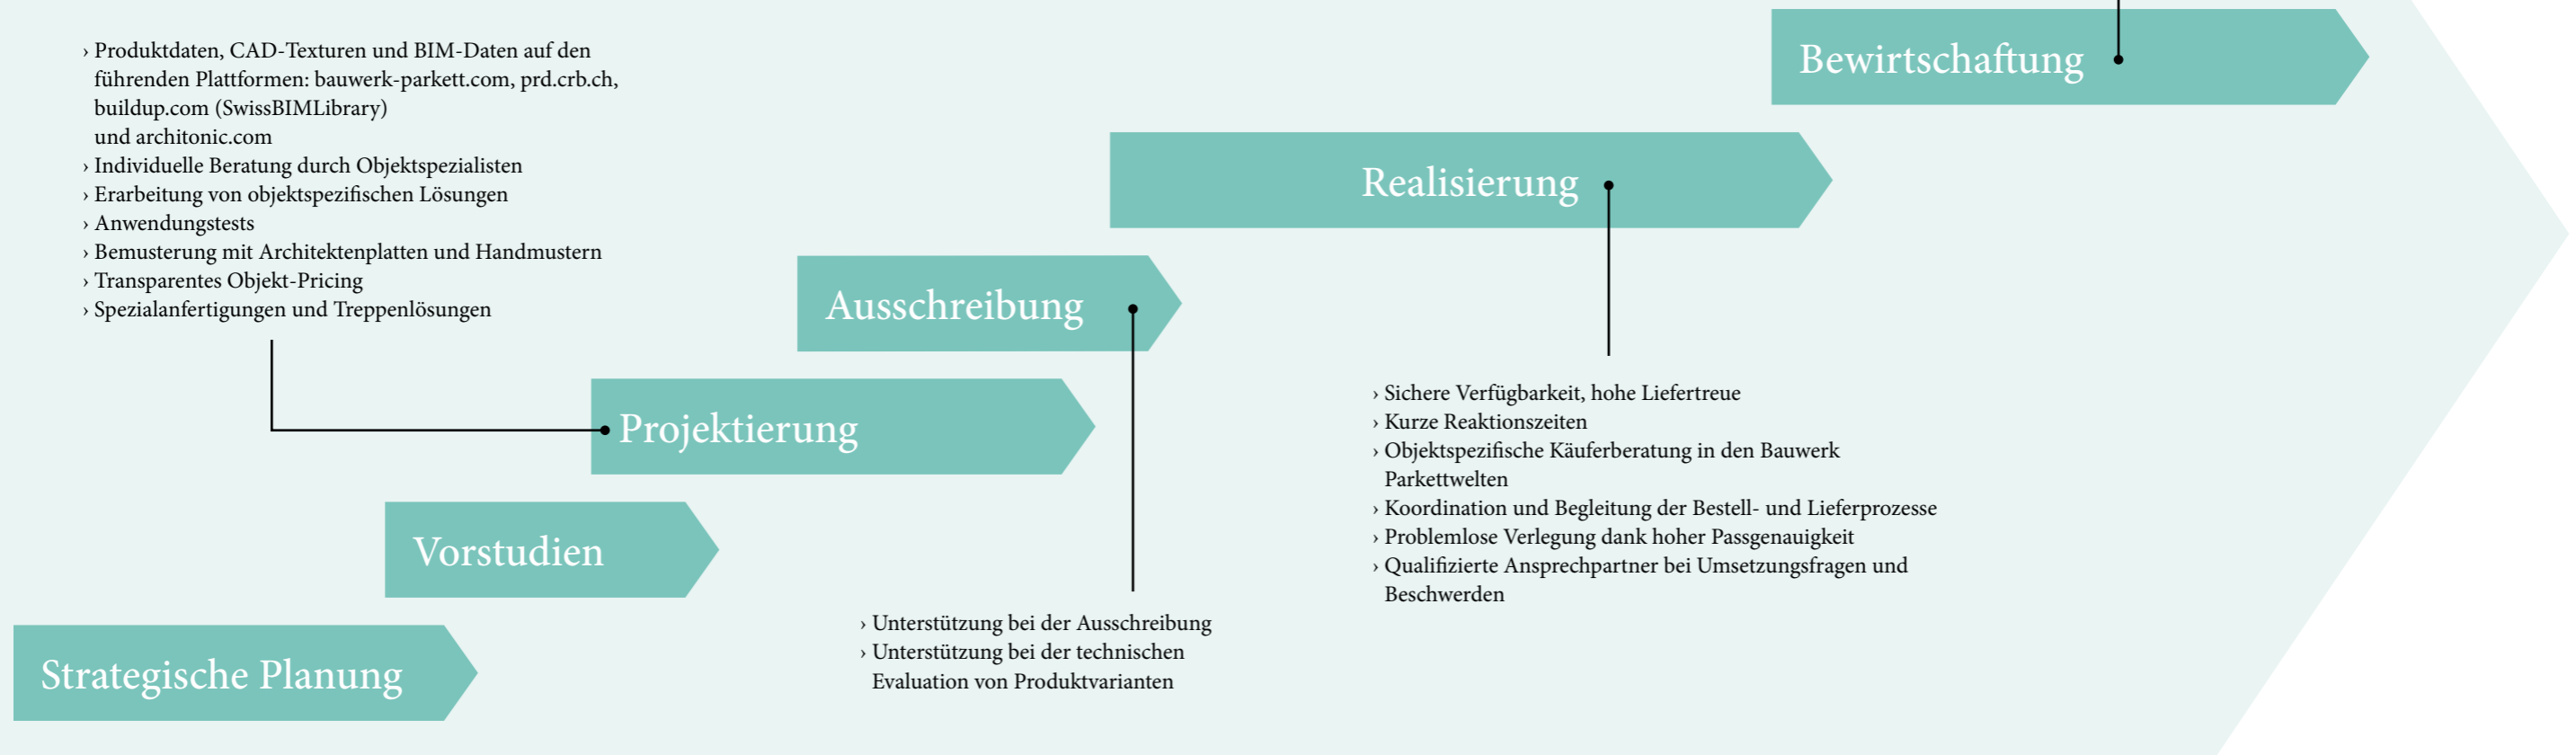 › Produktdaten, CAD-Texturen und BIM-Daten auf den
führenden Plattformen: bauwerk-parkett.com, prd.crb.ch,
buildup.com (SwissBIMLibrary)
und architonic.com
› Individuelle Beratung durch Objektspezialisten
› Erarbeitung von objektspezifischen Lösungen
› Anwendungstests
› Bemusterung mit Architektenplatten und Handmustern
› Transparentes Objekt-Pricing
› Spezialanfertigungen und Treppenlösungen
Bewirtschaftung
Realisierung
Ausschreibung
Projektierung
Vorstudien
Strategische Planung
› Unterstützung bei der Ausschreibung
› Unterstützung bei der technischen
Evaluation von Produktvarianten
› Sichere Verfügbarkeit, hohe Liefertreue
› Kurze Reaktionszeiten
› Objektspezifische Käuferberatung in den Bauwerk
Parkettwelten
› Koordination und Begleitung der Bestell- und Lieferprozesse
› Problemlose Verlegung dank hoher Passgenauigkeit
› Qualifizierte Ansprechpartner bei Umsetzungsfragen und
Beschwerden